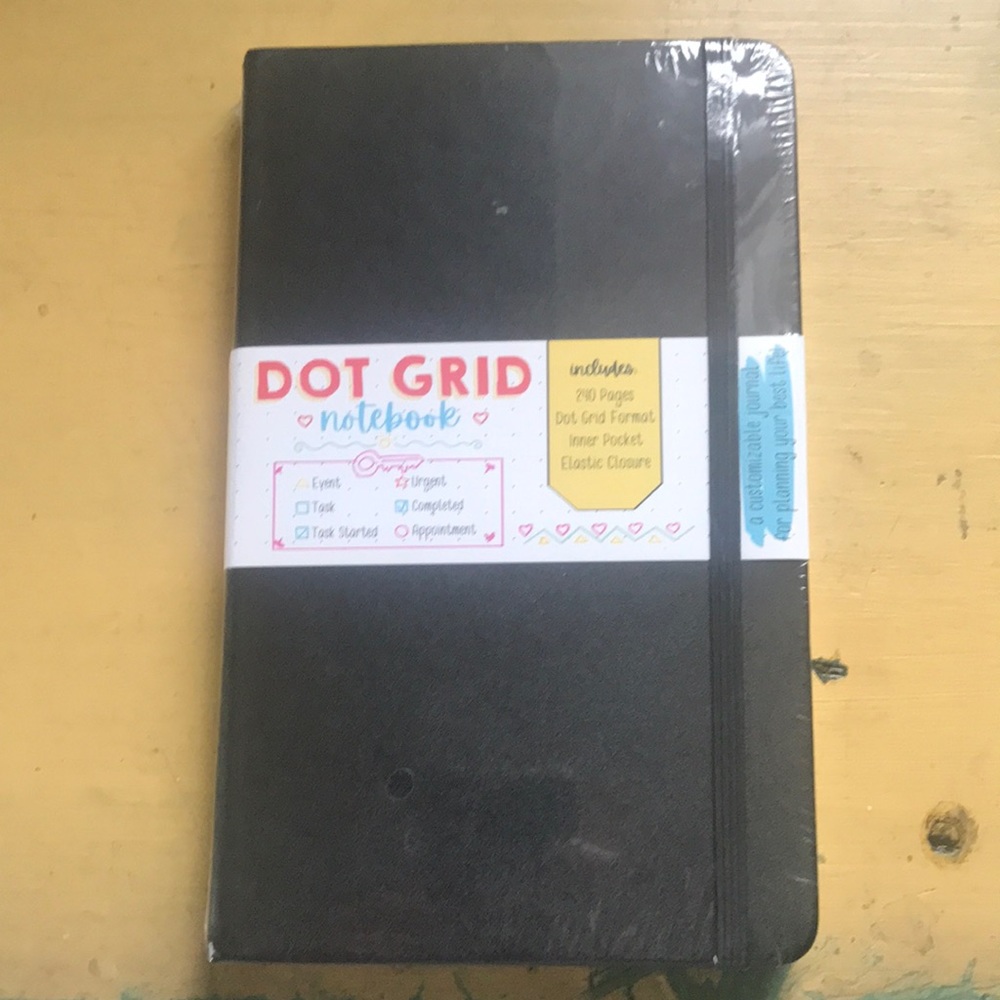 DOT GRID
notebook
Event
Urgent
Task
Completed
Task Started
Appointment
includes
240 Pages
Dot Grid Format
Inner Pocket
Elastic Closure
a customizable journal
for planning your best life